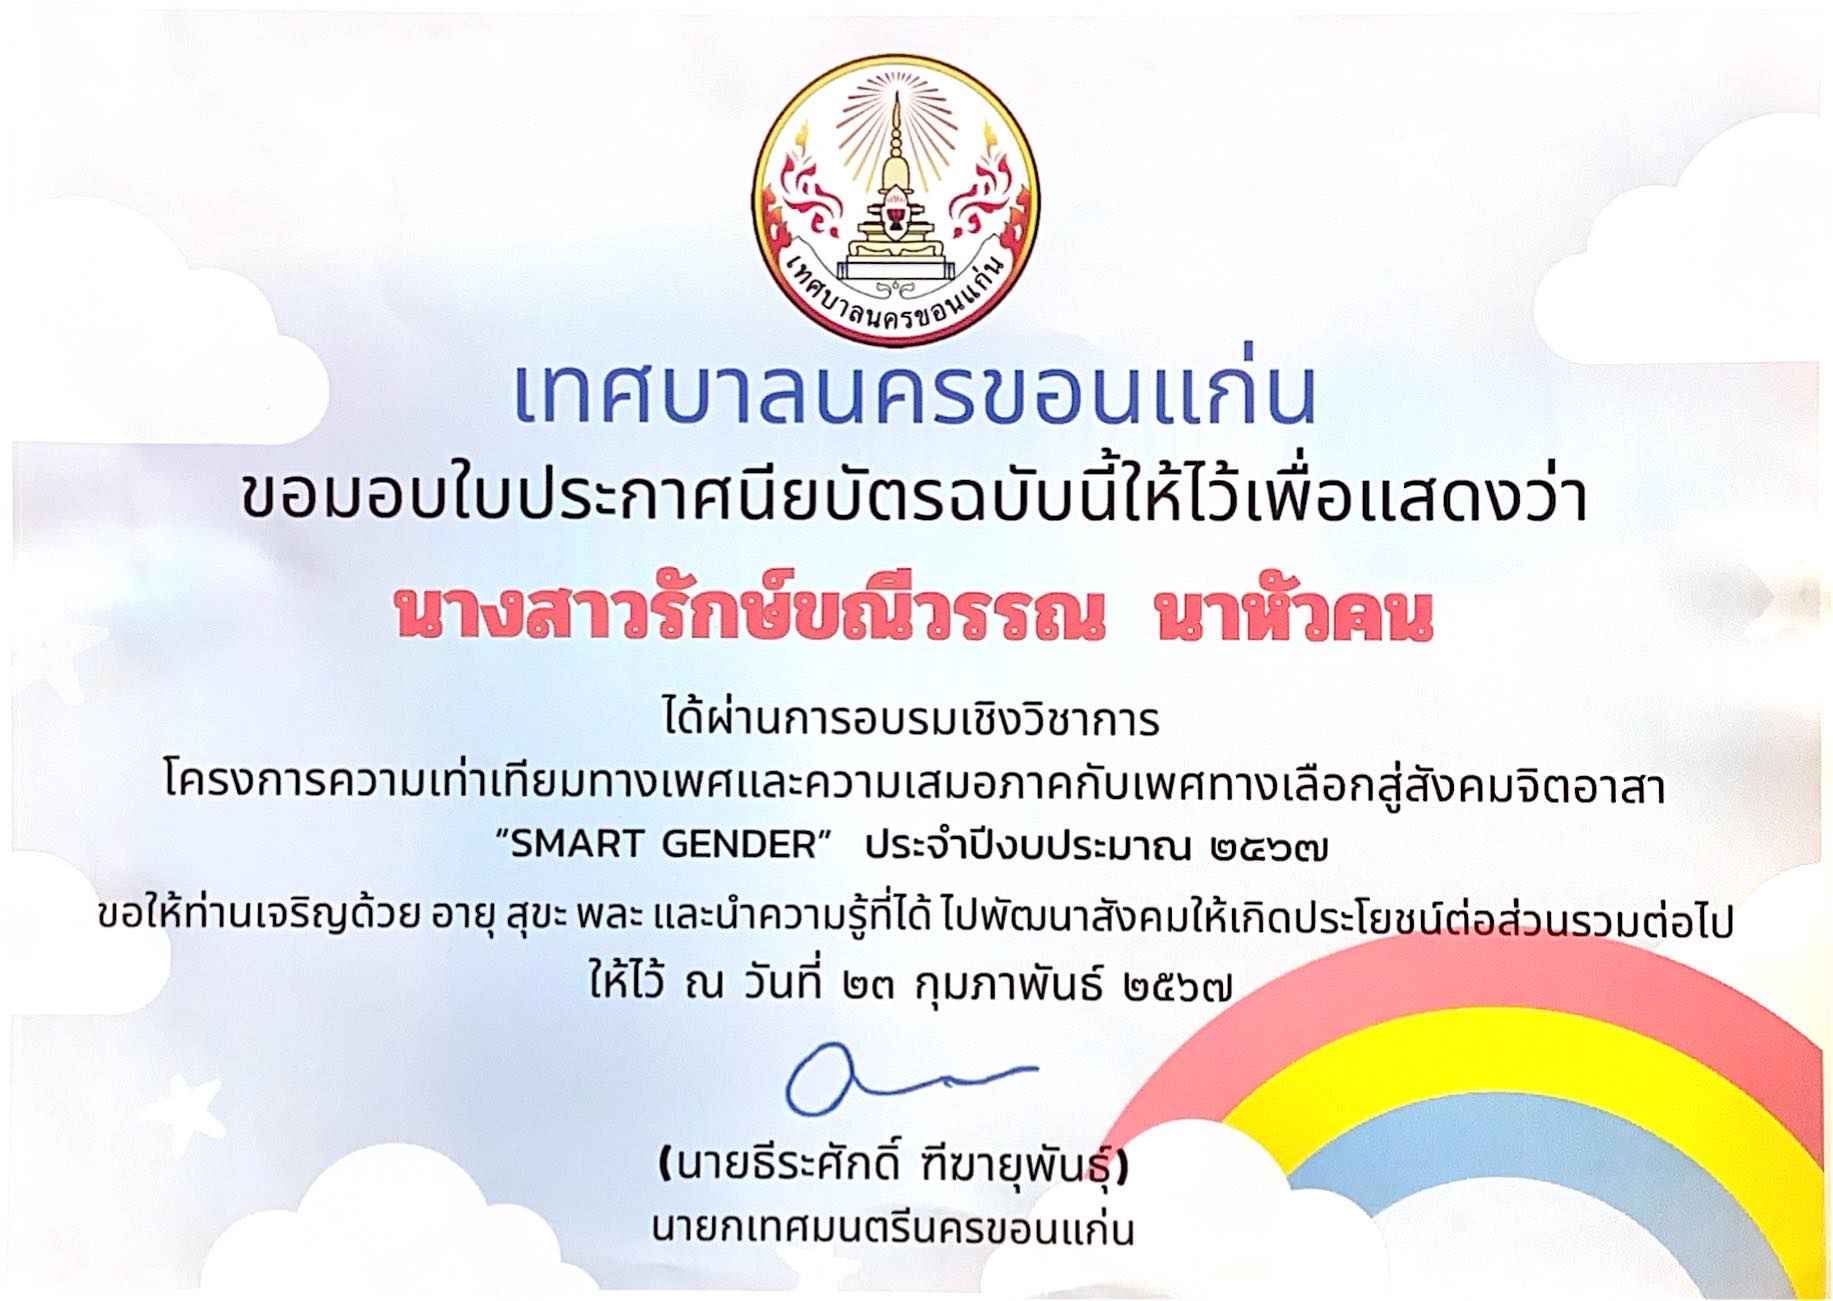 เทศบาลนครขอนแก่น
เทศบาลนครขอนแก่น
ขอมอบใบประกาศนียบัตรฉบับนี้ให้ไว้เพื่อแสดงว่า
นางสาวรักษ์ขณีวรรณ นาหัวคน
ได้ผ่านการอบรมเชิงวิชาการ
โครงการความเท่าเทียมทางเพศและความเสมอภาคกับเพศทางเลือกสู่สังคมจิตอาสา
"SMART GENDER" ประจำปีงบประมาณ ๒๕๖๗
ขอให้ท่านเจริญด้วย อายุ สุขะ พละ และนำความรู้ที่ได้ ไปพัฒนาสังคมให้เกิดประโยชน์ต่อส่วนรวมต่อไป
ให้ไว้ ณ วันที่ ๒๓ กุมภาพันธ์ ๒๕๖๗
(นายธีระศักดิ์ ฑีฆายุพันธุ์)
นายกเทศมนตรีนครขอนแก่น